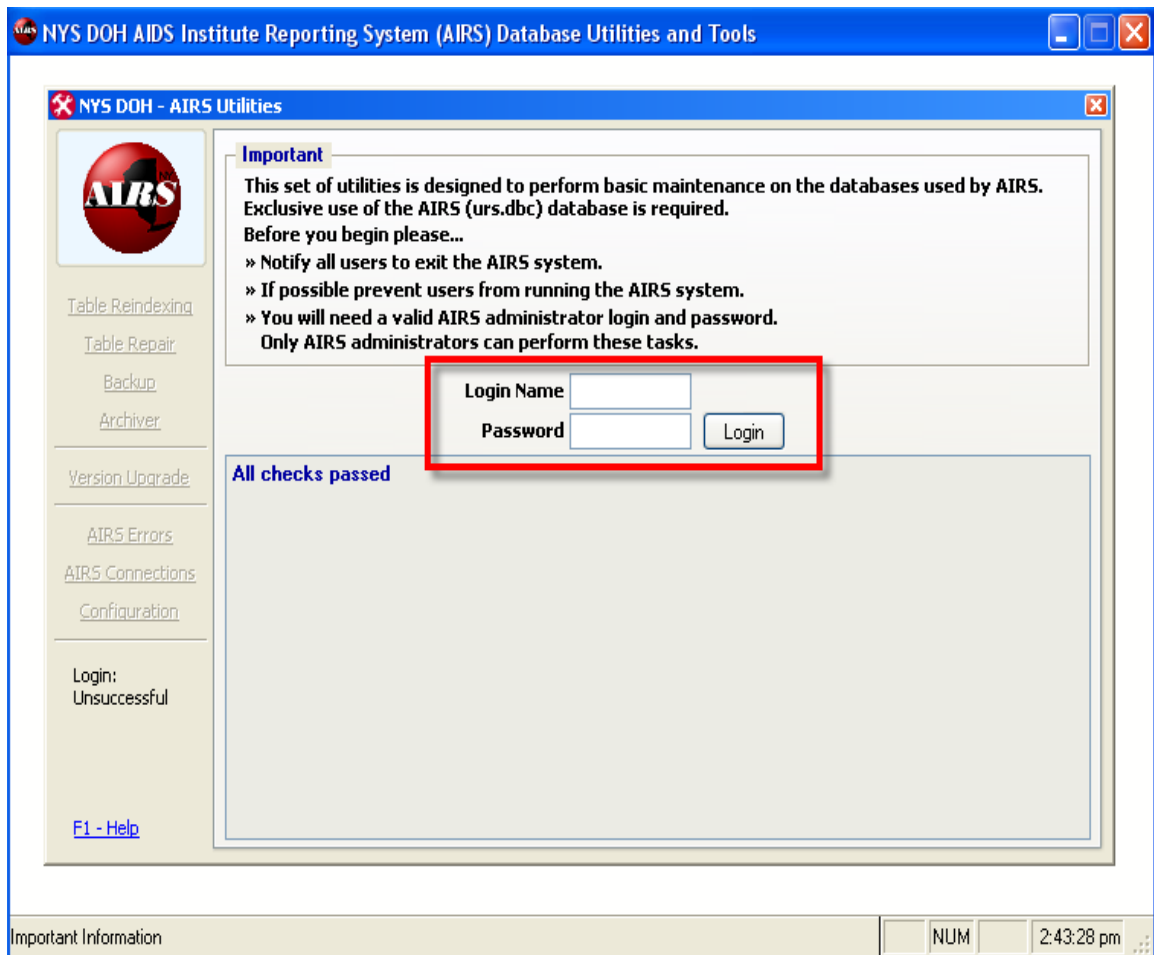 NYS DOH AIDS Institute Reporting System (AIRS) Database Utilities and Tools
NYS DOH - AIRS Utilities
AIRS
NY
Table Reindexing
Table Repair
Backup
Archiver
Version Upgrade
AIRS Errors
AIRS Connections
Configuration
Login:
Unsuccessful
F1 - Help
Important
This set of utilities is designed to perform basic maintenance on the databases used by AIRS.
Exclusive use of the AIRS (urs.dbc) database is required.
Before you begin please...
» Notify all users to exit the AIRS system.
» If possible prevent users from running the AIRS system.
» You will need a valid AIRS administrator login and password.
Only AIRS administrators can perform these tasks.
Login Name
Password
Login
All checks passed
Important Information
NUM
2:43:28 pm